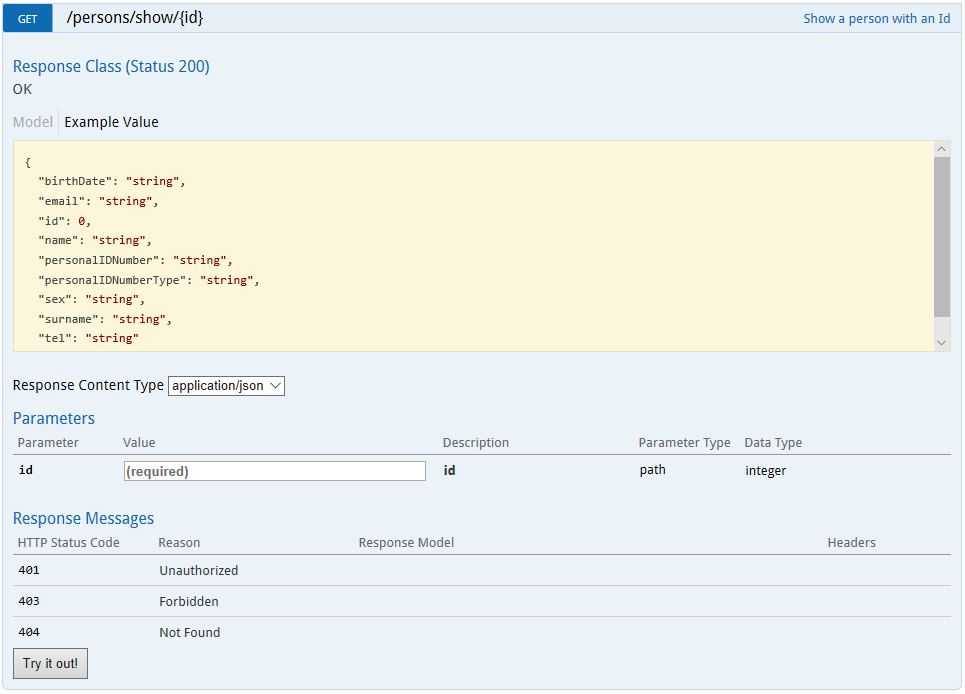 GET /persons/show/{id} Show a person with an Id
Response Class (Status 200)
OK
Model Example Value
{
"birthDate": "string",
"email": "string",
"id": 0,
"name": "string",
"personalIDNumber": "string",
"personalIDNumberType": "string",
"sex": "string",
"surname": "string",
"tel": "string"
Response Content Type application/json
Parameters
Parameter Value Description Parameter Type Data Type
id (required) id path integer
Response Messages
HTTP Status Code Reason Response Model Headers
401 Unauthorized
403 Forbidden
404 Not Found
Try it out!